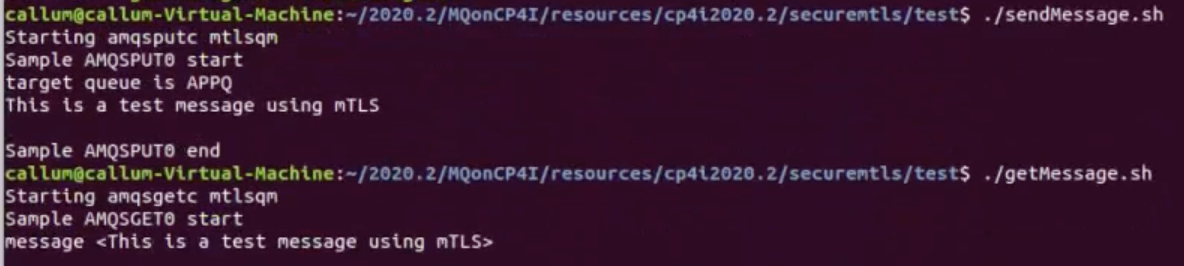 callum@callum-Virtual-Machine:~/2020.2/MQonCP4I/resources/cp4i2020.2/securemtls/test$ ./sendMessage.sh
Starting amqsputc mtlsqm
Sample AMQSPUT0 start
target queue is APPQ
This is a test message using mTLS
Sample AMQSPUT0 end
callum@callum-Virtual-Machine:~/2020.2/MQonCP4I/resources/cp4i2020.2/securemtls/test$ ./getMessage.sh
Starting amqsgetc mtlsqm
Sample AMQSGET0 start
message <This is a test message using mTLS>